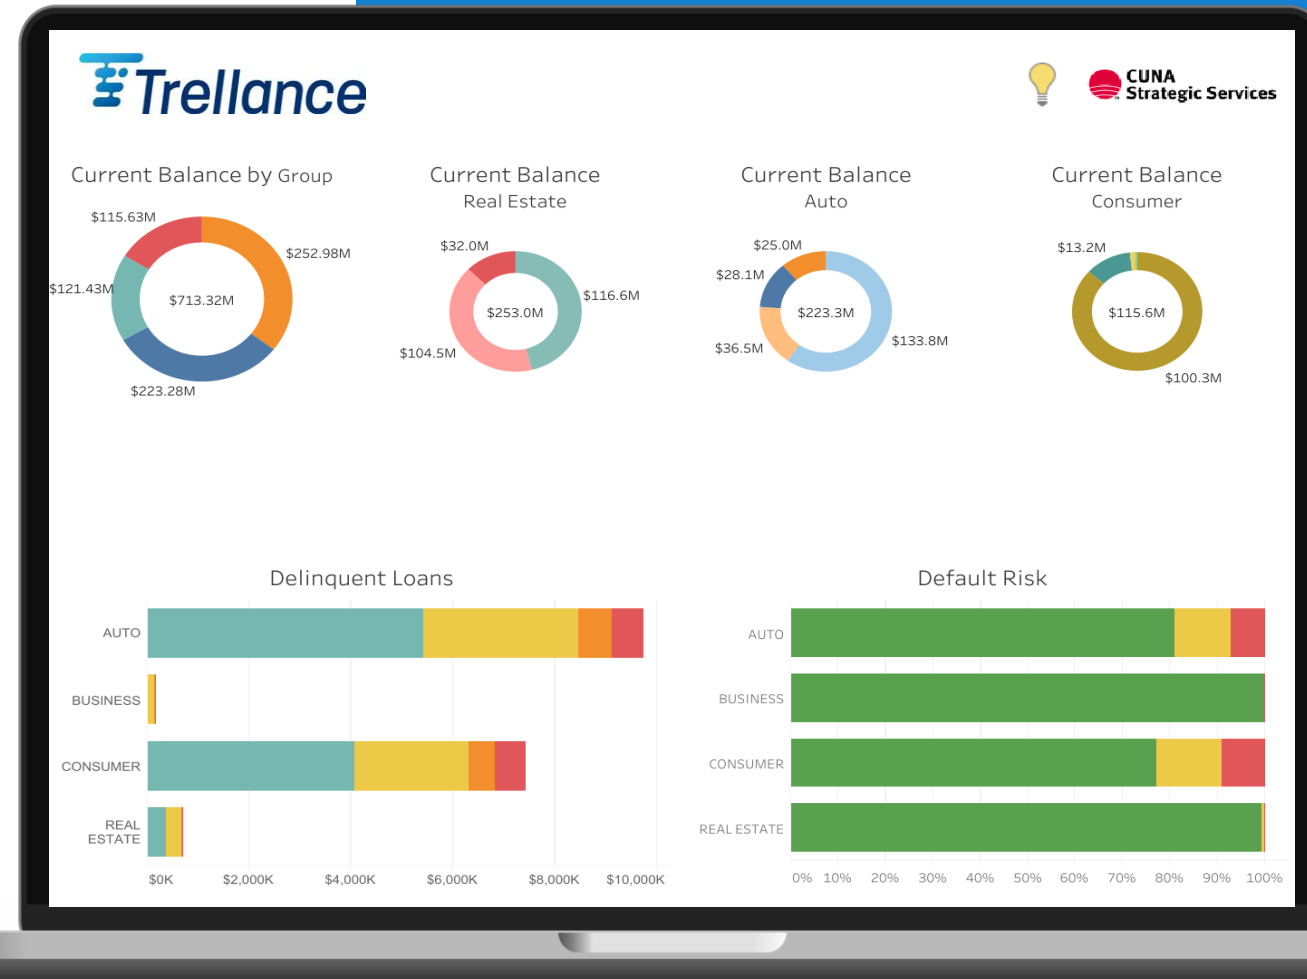 Trellance
CUNA
Strategic Services
Current Balance by Group
$115.63M
$252.98M
$121.43M
$713.32M
$223.28M
Current Balance
Real Estate
$32.0M
$116.6M
$253.0M
$104.5M
Current Balance
Auto
$25.0M
$28.1M
$223.3M
$133.8M
$36.5M
Current Balance
Consumer
$13.2M
$115.6M
$100.3M
Delinquent Loans
AUTO
BUSINESS
CONSUMER
REAL
ESTATE
$0K $2,000K $4,000K $6,000K $8,000K $10,000K
Default Risk
AUTO
BUSINESS
CONSUMER
REAL ESTATE
0% 10% 20% 30% 40% 50% 60% 70% 80% 90% 100%